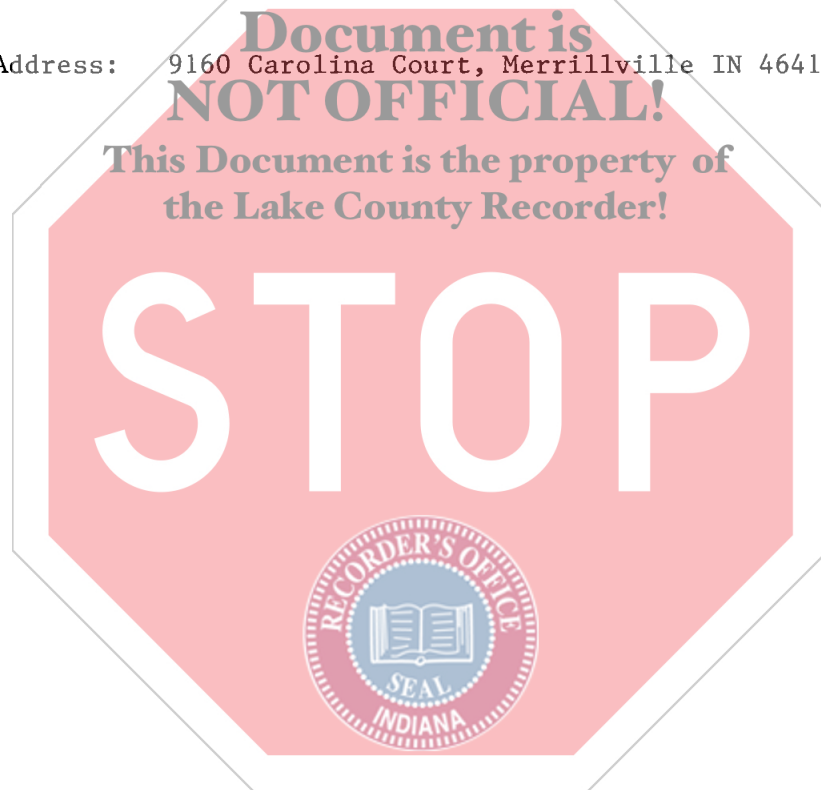 Document is
Address: 9160 Carolina Court, Merrillville IN 4641
NOT OFFICIAL!
This Document is the property of
the Lake County Recorder!
STOP
RECORDER'S OFFICE
SEAL
INDIANA